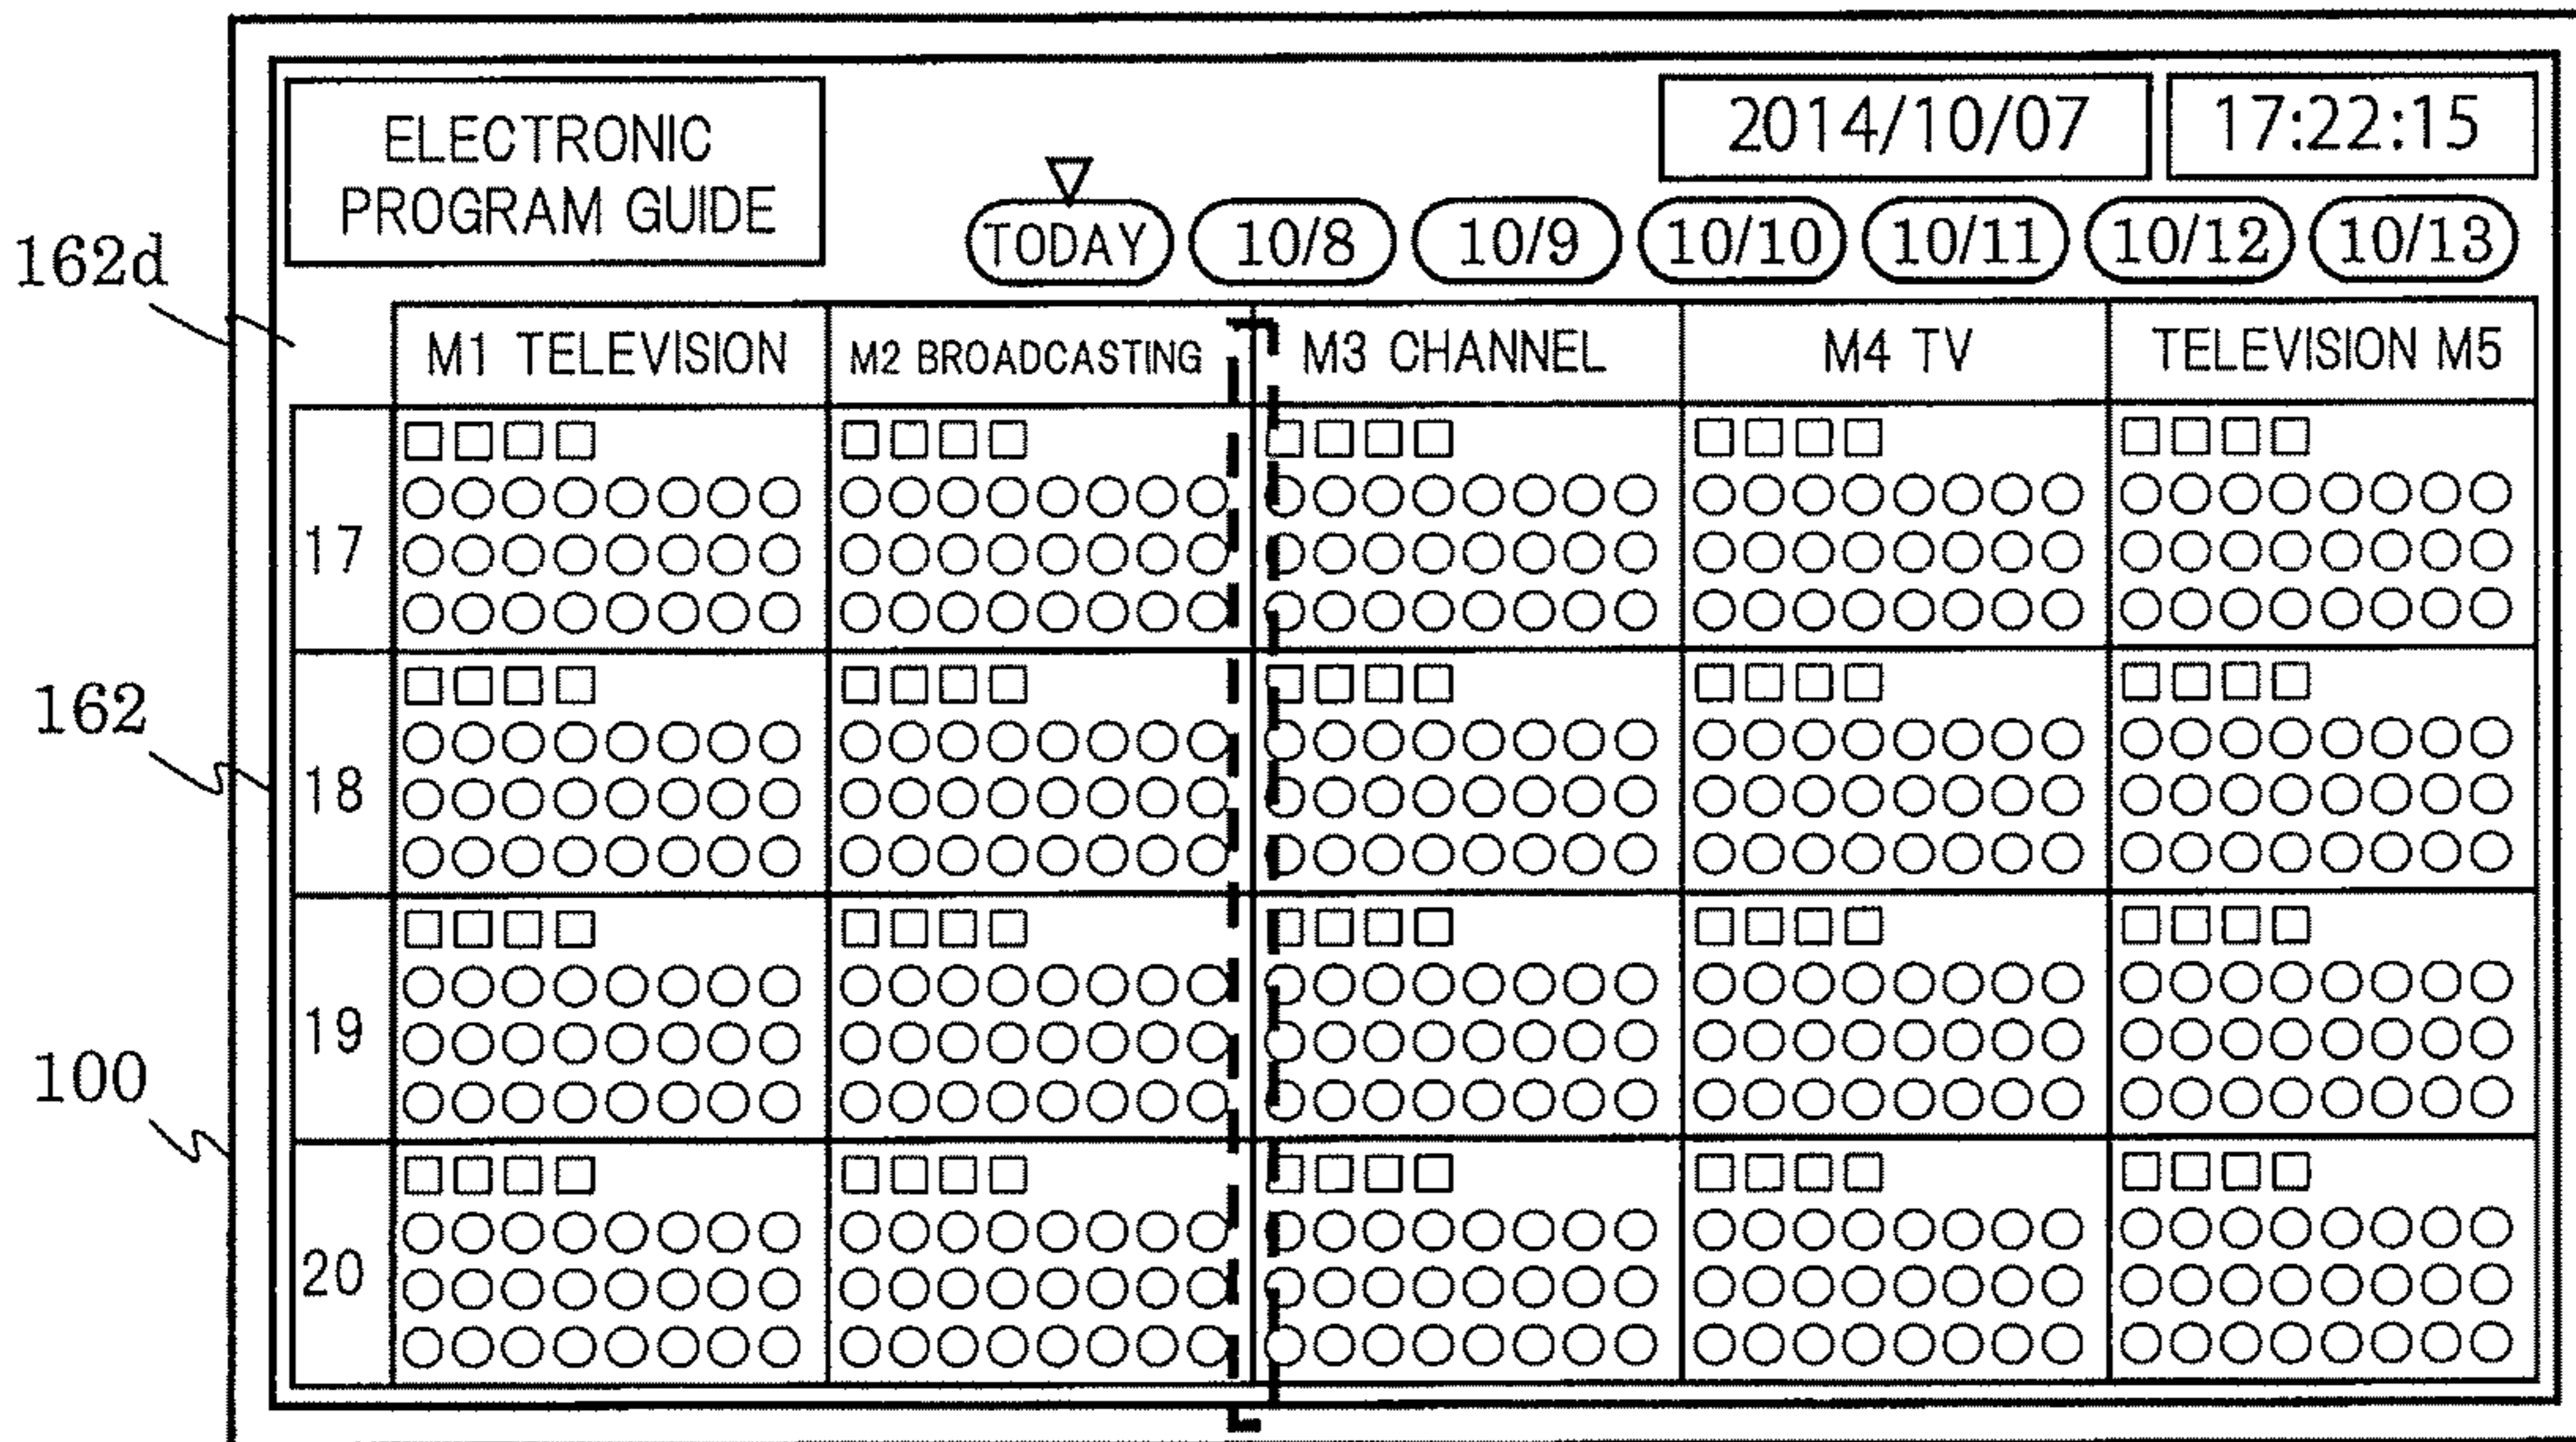 ELECTRONIC
PROGRAM GUIDE
2014/10/07 17:22:15
TODAY 10/8 10/9 10/10 10/11 10/12 10/13
162d
M1 TELEVISION M2 BROADCASTING M3 CHANNEL M4 TV TELEVISION M5
□□□□ □□□□ □□□□ □□□□ □□□□
○○○○○○○○ ○○○○○○○○ ○○○○○○○○ ○○○○○○○○ ○○○○○○○○
17 ○○○○○○○○ ○○○○○○○○ ○○○○○○○○ ○○○○○○○○ ○○○○○○○○
○○○○○○○○ ○○○○○○○○ ○○○○○○○○ ○○○○○○○○ ○○○○○○○○
162
□□□□ □□□□ □□□□ □□□□ □□□□
○○○○○○○○ ○○○○○○○○ ○○○○○○○○ ○○○○○○○○ ○○○○○○○○
18 ○○○○○○○○ ○○○○○○○○ ○○○○○○○○ ○○○○○○○○ ○○○○○○○○
○○○○○○○○ ○○○○○○○○ ○○○○○○○○ ○○○○○○○○ ○○○○○○○○
□□□□ □□□□ □□□□ □□□□ □□□□
○○○○○○○○ ○○○○○○○○ ○○○○○○○○ ○○○○○○○○ ○○○○○○○○
19 ○○○○○○○○ ○○○○○○○○ ○○○○○○○○ ○○○○○○○○ ○○○○○○○○
○○○○○○○○ ○○○○○○○○ ○○○○○○○○ ○○○○○○○○ ○○○○○○○○
100
□□□□ □□□□ □□□□ □□□□ □□□□
○○○○○○○○ ○○○○○○○○ ○○○○○○○○ ○○○○○○○○ ○○○○○○○○
20 ○○○○○○○○ ○○○○○○○○ ○○○○○○○○ ○○○○○○○○ ○○○○○○○○
○○○○○○○○ ○○○○○○○○ ○○○○○○○○ ○○○○○○○○ ○○○○○○○○